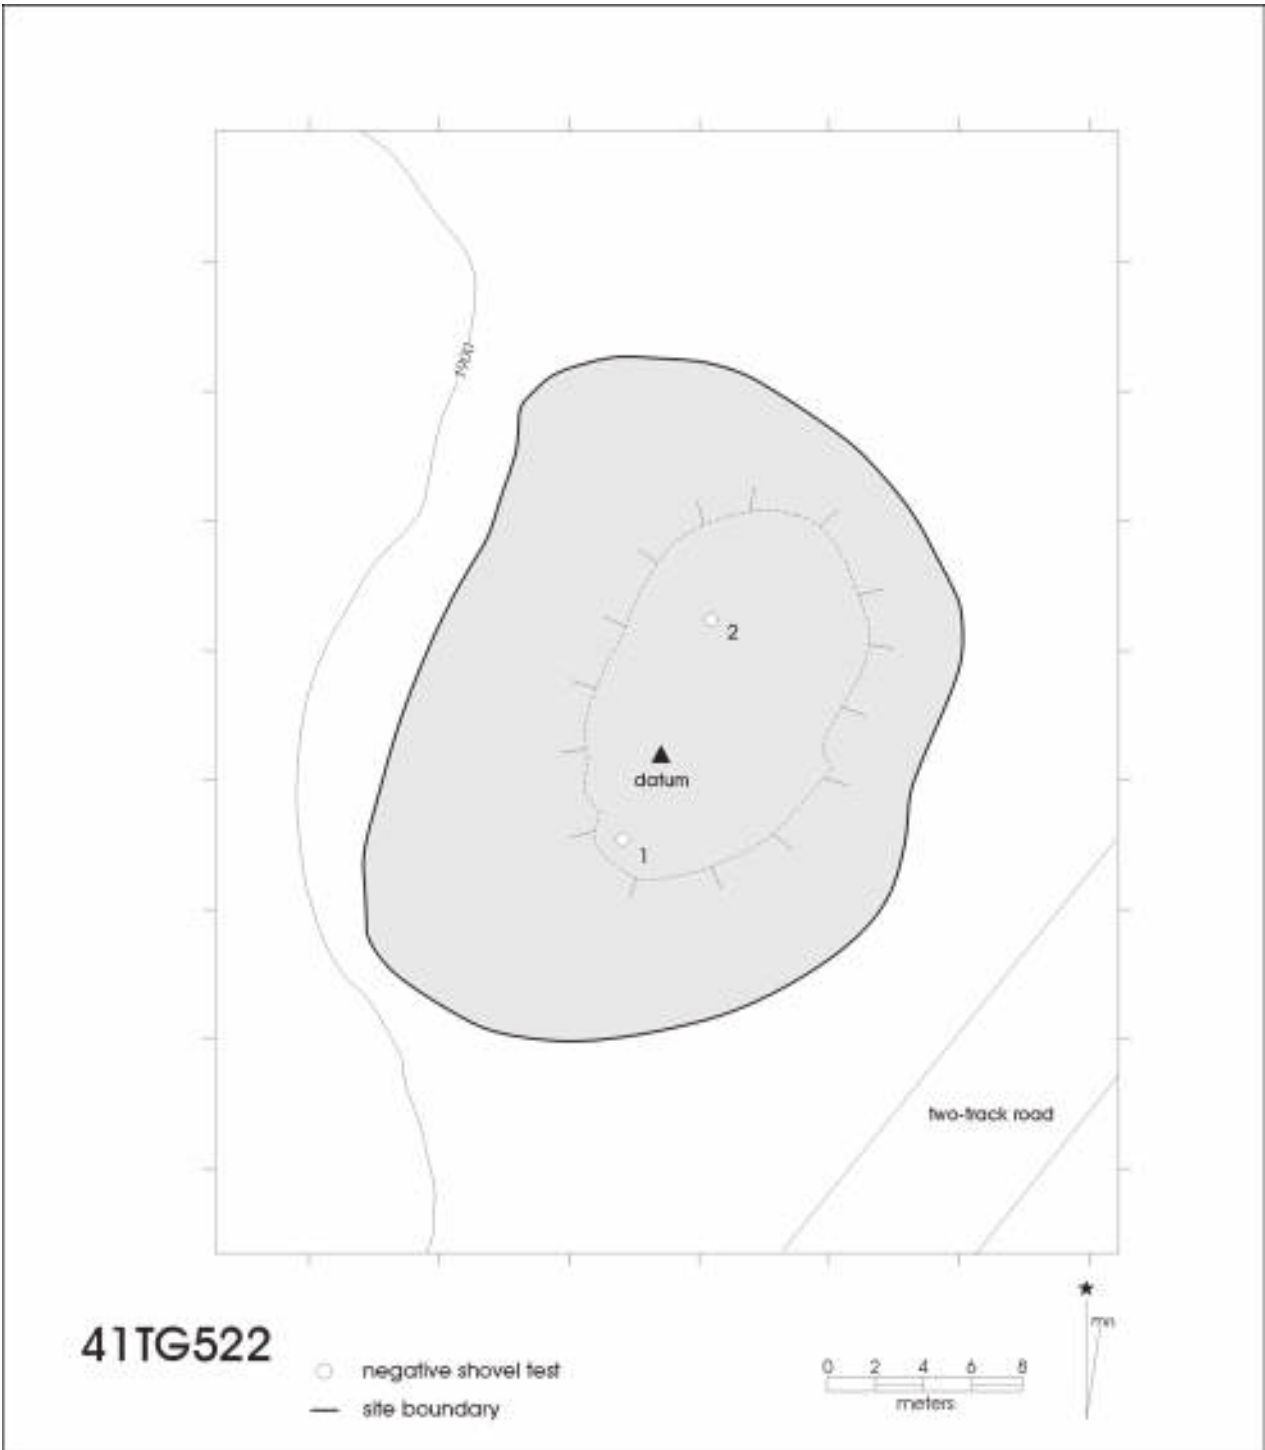 1900
2
datum
1
two-track road
mn
41TG522
negative shovel test
site boundary
0 2 4 6 8
meters